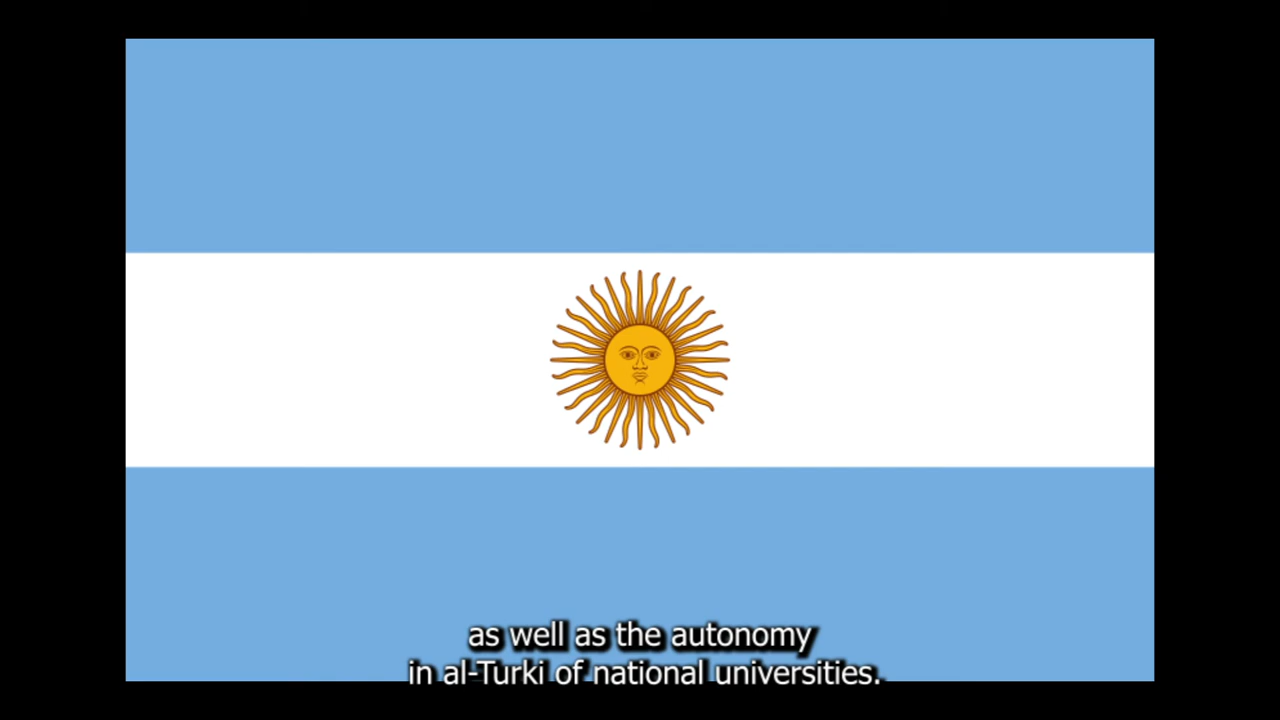 as well as the autonomy
in al-Turki of national universities.